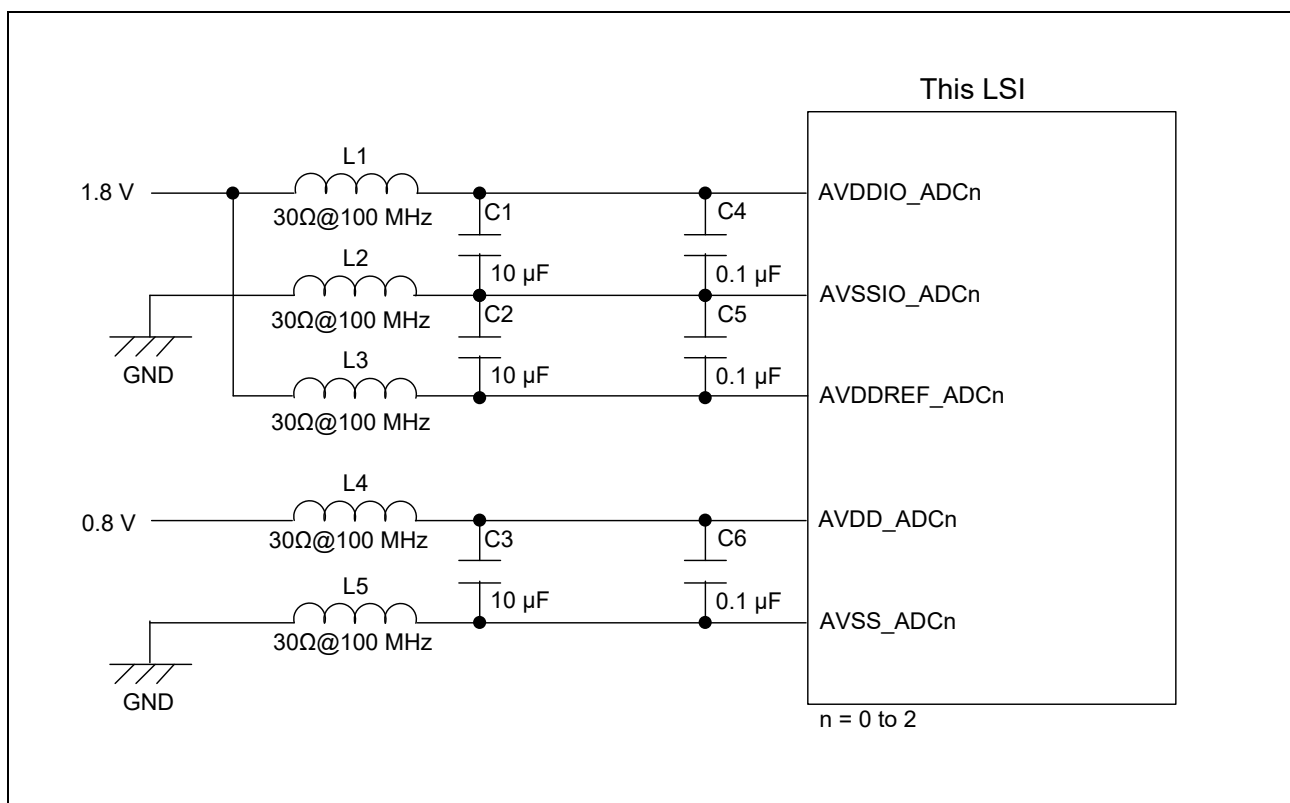 This LSI
L1
1.8 V
30Ω@100 MHz
C1
10 µF
C4
0.1 µF
AVDDIO_ADCn
L2
30Ω@100 MHz
GND
AVSSIO_ADCn
C2
10 µF
C5
0.1 µF
L3
30Ω@100 MHz
AVDDREF_ADCn
L4
0.8 V
30Ω@100 MHz
C3
10 µF
C6
0.1 µF
AVDD_ADCn
L5
30Ω@100 MHz
GND
AVSS_ADCn
n = 0 to 2